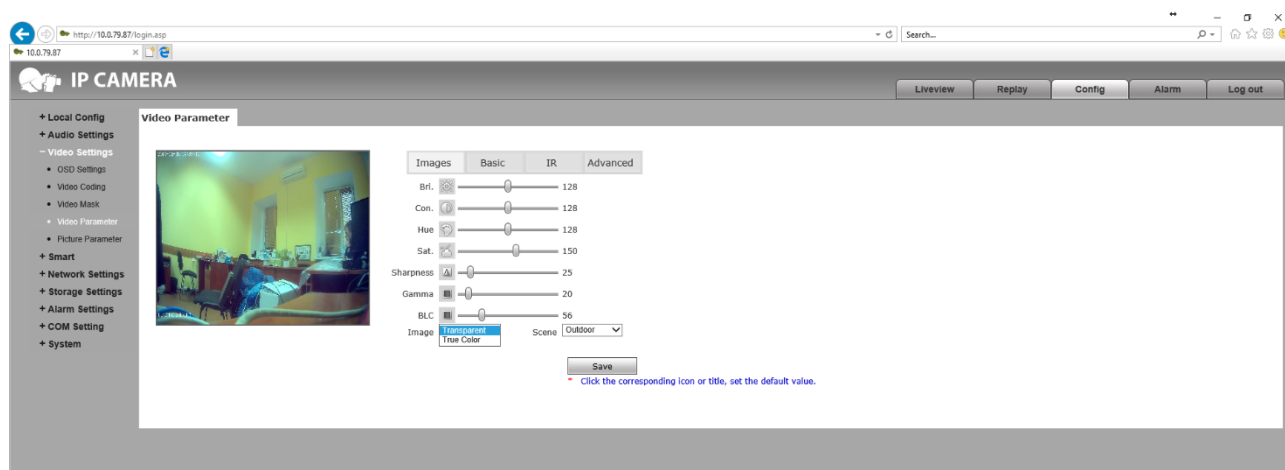 http://10.0.79.87/login.asp
Search...
10.0.79.87
IP CAMERA
Liveview
Replay
Config
Alarm
Log out
+ Local Config
+ Audio Settings
− Video Settings
• OSD Settings
• Video Coding
• Video Mask
• Video Parameter
• Picture Parameter
+ Smart
+ Network Settings
+ Storage Settings
+ Alarm Settings
+ COM Setting
+ System
Video Parameter
Images Basic IR Advanced
Bri. 128
Con. 128
Hue 128
Sat. 150
Sharpness 25
Gamma 20
BLC 56
Image Transparent Scene Outdoor
True Color
Save
* Click the corresponding icon or title, set the default value.